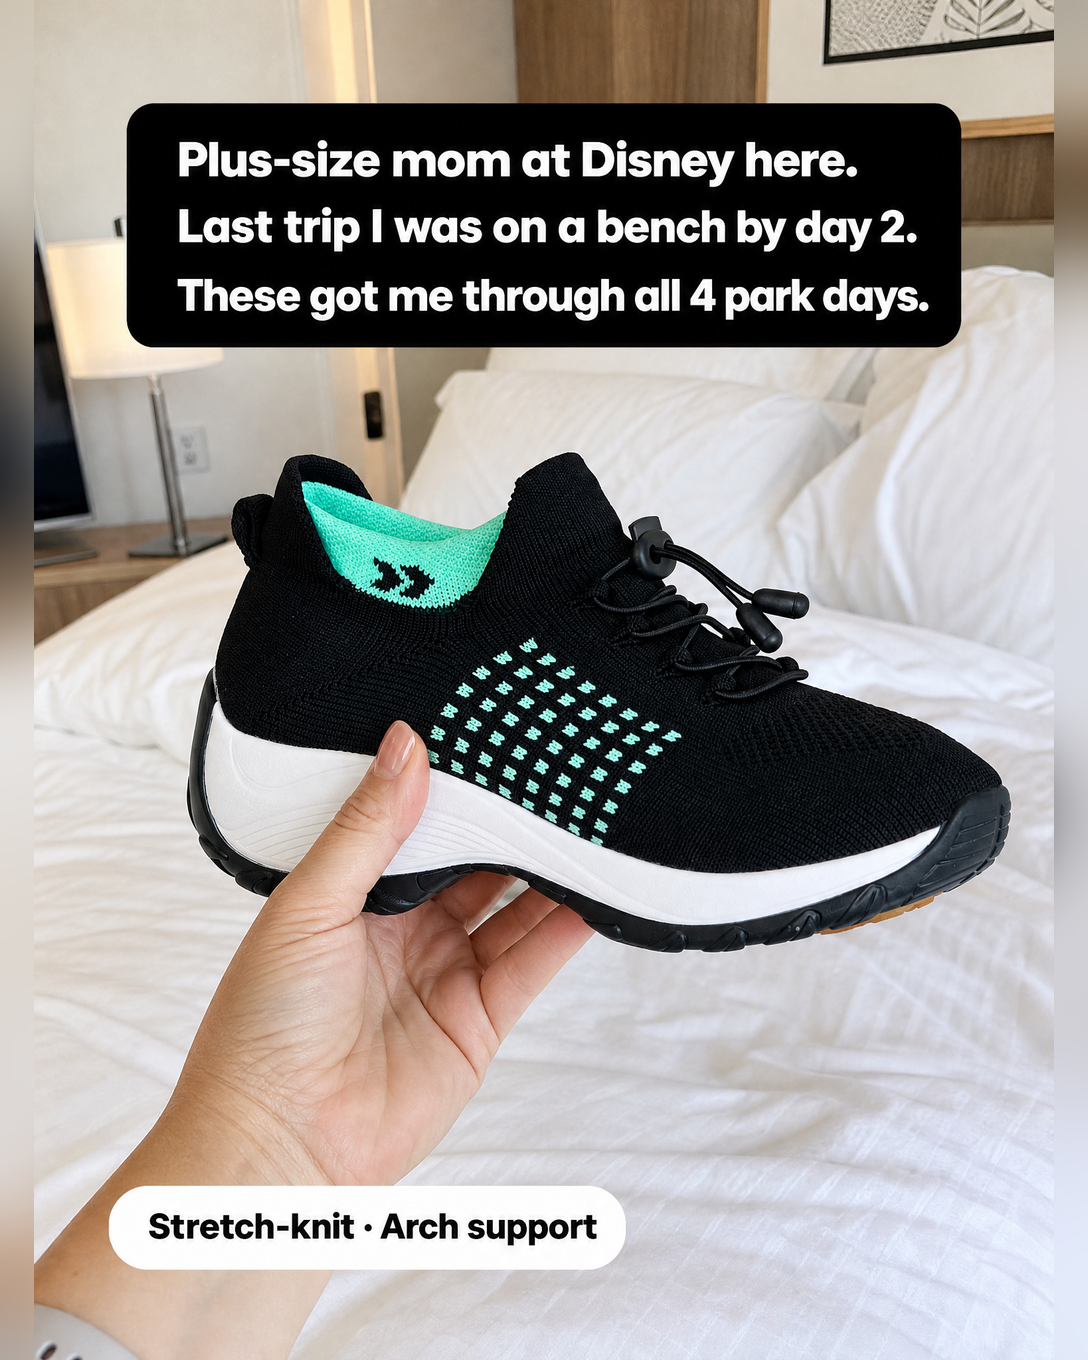 Plus-size mom at Disney here.
Last trip I was on a bench by day 2.
These got me through all 4 park days.
Stretch-knit · Arch support